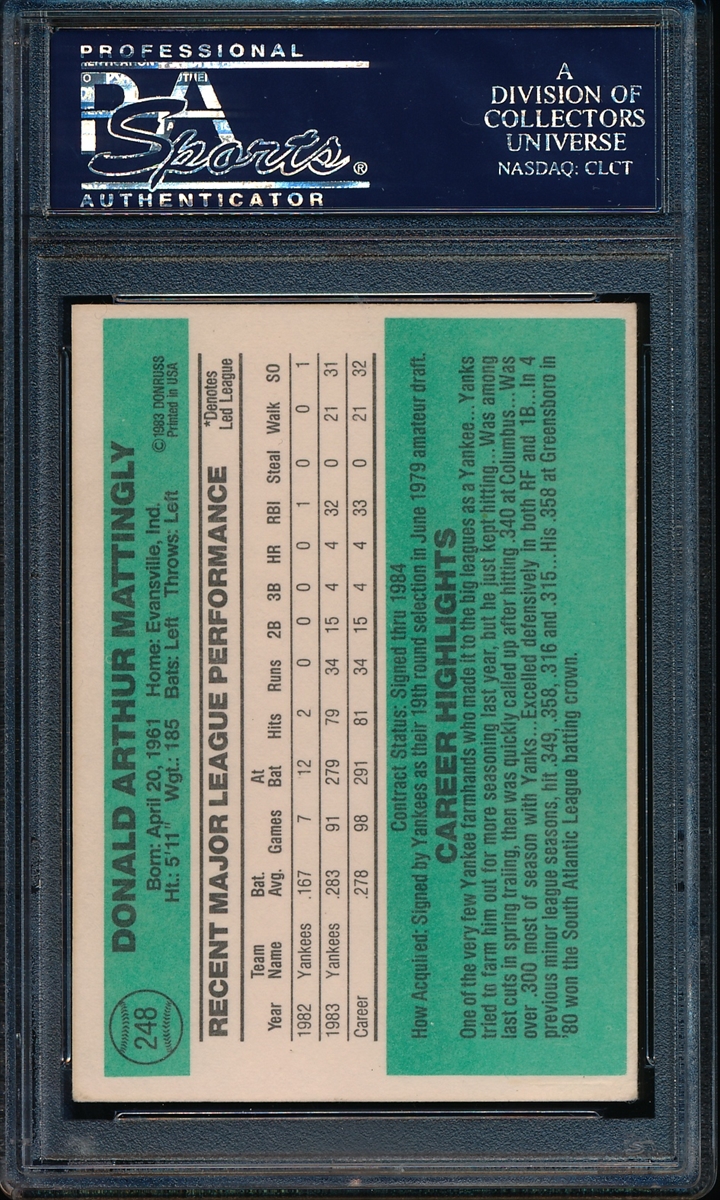 PROFESSIONAL
PSA
THE
Sports®
AUTHENTICATOR
A
DIVISION OF
COLLECTORS
UNIVERSE
NASDAQ: CLCT
248
DONALD ARTHUR MATTINGLY
Born: April 20, 1961 Home: Evansville, Ind.
Ht.: 5'11" Wgt.: 185 Bats: Left Throws: Left
©1983 DONRUSS
Printed in USA
RECENT MAJOR LEAGUE PERFORMANCE
*Denotes
Led League
Year Team Name Bat. Avg. Games At Bat Hits Runs 2B 3B HR RBI Steal Walk SO
1982 Yankees .167 7 12 2 0 0 0 0 1 0 0 1
1983 Yankees .283 91 279 79 34 15 4 4 32 0 21 31
Career .278 98 291 81 34 15 4 4 33 0 21 32
Contract Status: Signed thru 1984
How Acquired: Signed by Yankees as their 19th round selection in June 1979 amateur draft.
CAREER HIGHLIGHTS
One of the very few Yankee farmhands who made it to the big leagues as a Yankee...Yanks
tried to farm him out for more seasoning last year, but he just kept hitting...Was among
last cuts in spring trailing, then was quickly called up after hitting .340 at Columbus...Was
over .300 most of season with Yanks...Excelled defensively in both RF and 1B...In 4
previous minor league seasons, hit .349, .358, .316 and .315...His .358 at Greensboro in
'80 won the South Atlantic League batting crown.